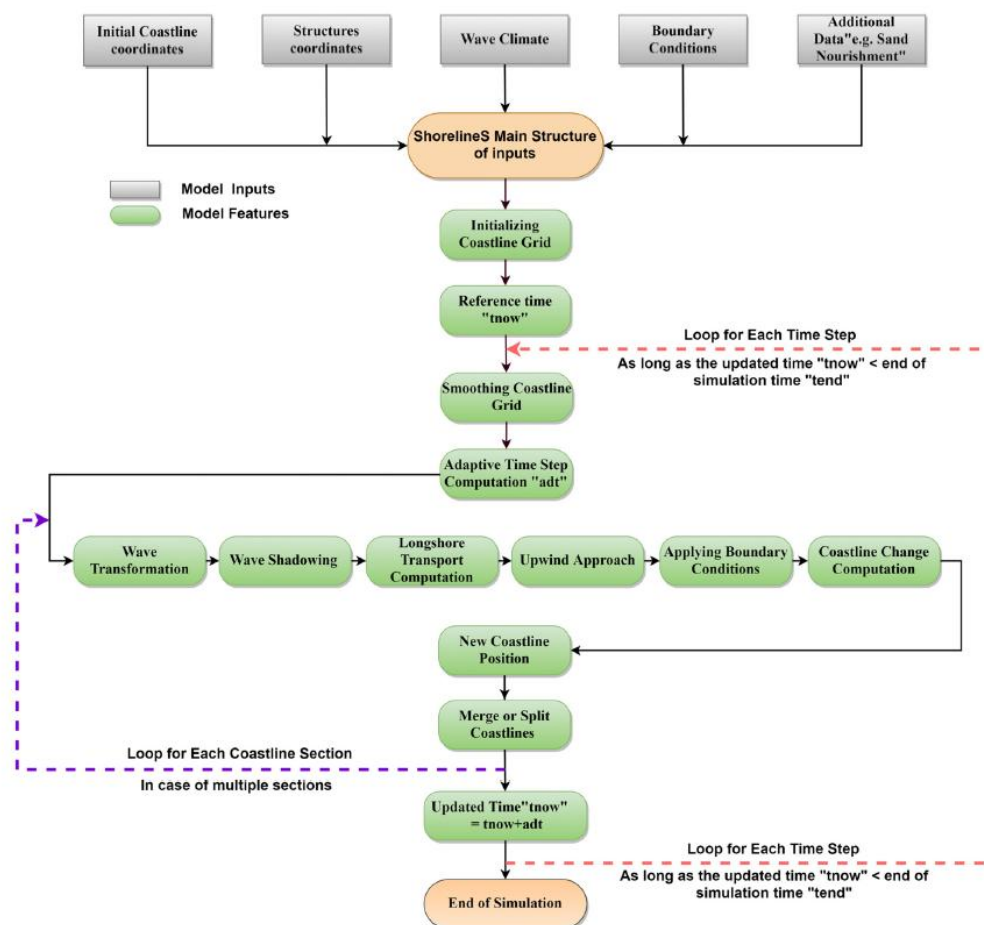 Initial Coastline
coordinates
Structures
coordinates
Wave Climate
Boundary
Conditions
Additional
Data"e.g. Sand
Nourishment"
ShorelineS Main Structure
of inputs
Model Inputs
Model Features
Initializing
Coastline Grid
Reference time
"tnow"
Loop for Each Time Step
As long as the updated time "tnow" < end of
simulation time "tend"
Smoothing Coastline
Grid
Adaptive Time Step
Computation "adt"
Wave
Transformation
Wave Shadowing
Longshore
Transport
Computation
Upwind Approach
Applying Boundary
Conditions
Coastline Change
Computation
New Coastline
Position
Merge or Split
Coastlines
Loop for Each Coastline Section
In case of multiple sections
Updated Time"tnow"
= tnow+adt
Loop for Each Time Step
As long as the updated time "tnow" < end of
simulation time "tend"
End of Simulation